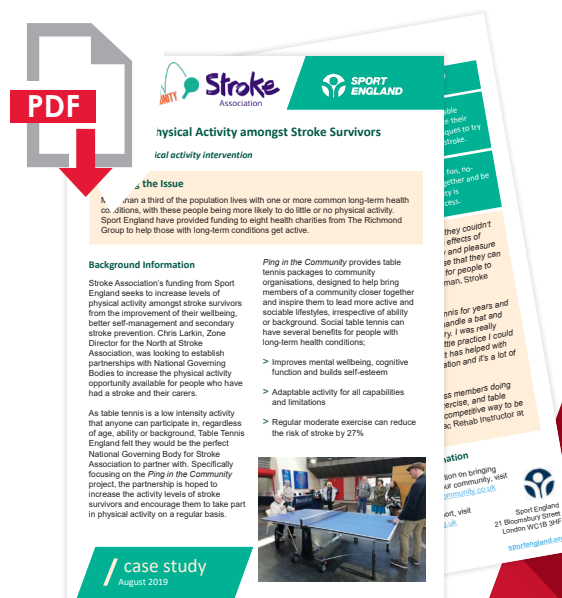 PDF
NITY
Stroke
Association
SPORT
ENGLAND
hysical Activity amongst Stroke Survivors
ical activity intervention
the Issue
than a third of the population lives with one or more common long-term health
conditions, with these people being more likely to do little or no physical activity.
Sport England have provided funding to eight health charities from The Richmond
Group to help those with long-term conditions get active.
Background Information
Stroke Association's funding from Sport
England seeks to increase levels of
physical activity amongst stroke survivors
from the improvement of their wellbeing,
better self-management and secondary
stroke prevention. Chris Larkin, Zone
Director for the North at Stroke
Association, was looking to establish
partnerships with National Governing
Bodies to increase the physical activity
opportunity available for people who have
had a stroke and their carers.
As table tennis is a low intensity activity
that anyone can participate in, regardless
of age, ability or background, Table Tennis
England felt they would be the perfect
National Governing Body for Stroke
Association to partner with. Specifically
focusing on the Ping in the Community
project, the partnership is hoped to
increase the activity levels of stroke
survivors and encourage them to take part
in physical activity on a regular basis.
Ping in the Community provides table
tennis packages to community
organisations, designed to help bring
members of a community closer together
and inspire them to lead more active and
sociable lifestyles, irrespective of ability
or background. Social table tennis can
have several benefits for people with
long-term health conditions;
> Improves mental wellbeing, cognitive
function and builds self-esteem
> Adaptable activity for all capabilities
and limitations
> Regular moderate exercise can reduce
the risk of stroke by 27%
/ case study
August 2019
able
e their
ques to try
stroke.
fun, no-
gether and be
ty is
cess.
they couldn't
effects of
y and pleasure
se that they can
for people to
man, Stroke
nnis for years and
handle a bat and
ry. I was really
ttle practice I could
t has helped with
ation and it's a lot of
ss members doing
ercise, and table
competitive way to be
ac Rehab Instructor at
mation
tion on bringing
our community, visit
mmunity.co.uk
ort, visit
g.uk
Sport England
21 Bloomsbury Street
London WC1B 3HF
sportengland.or